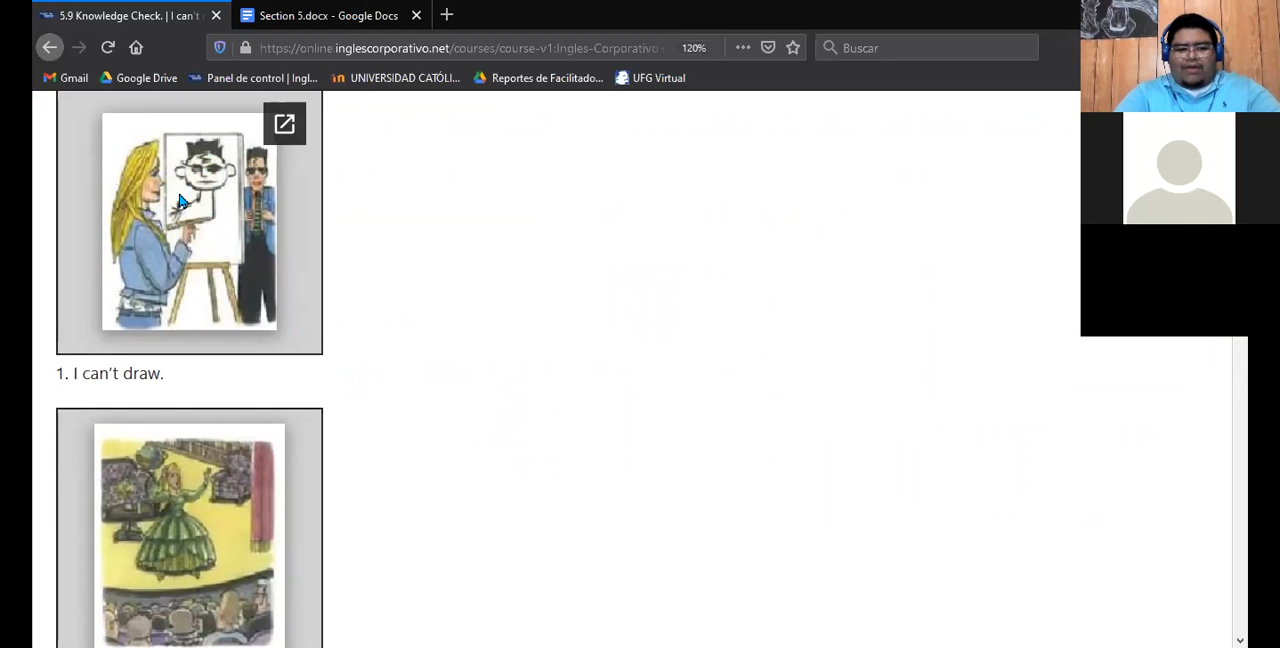 5.9 Knowledge Check. | I can't
Section 5.docx - Google Docs
https://online.inglescorporativo.net/courses/course-v1:Ingles-Corporativo+
120%
Buscar
Gmail
Google Drive
Panel de control | Ingl...
UNIVERSIDAD CATÓLI...
Reportes de Facilitado...
UFG Virtual
1. I can't draw.